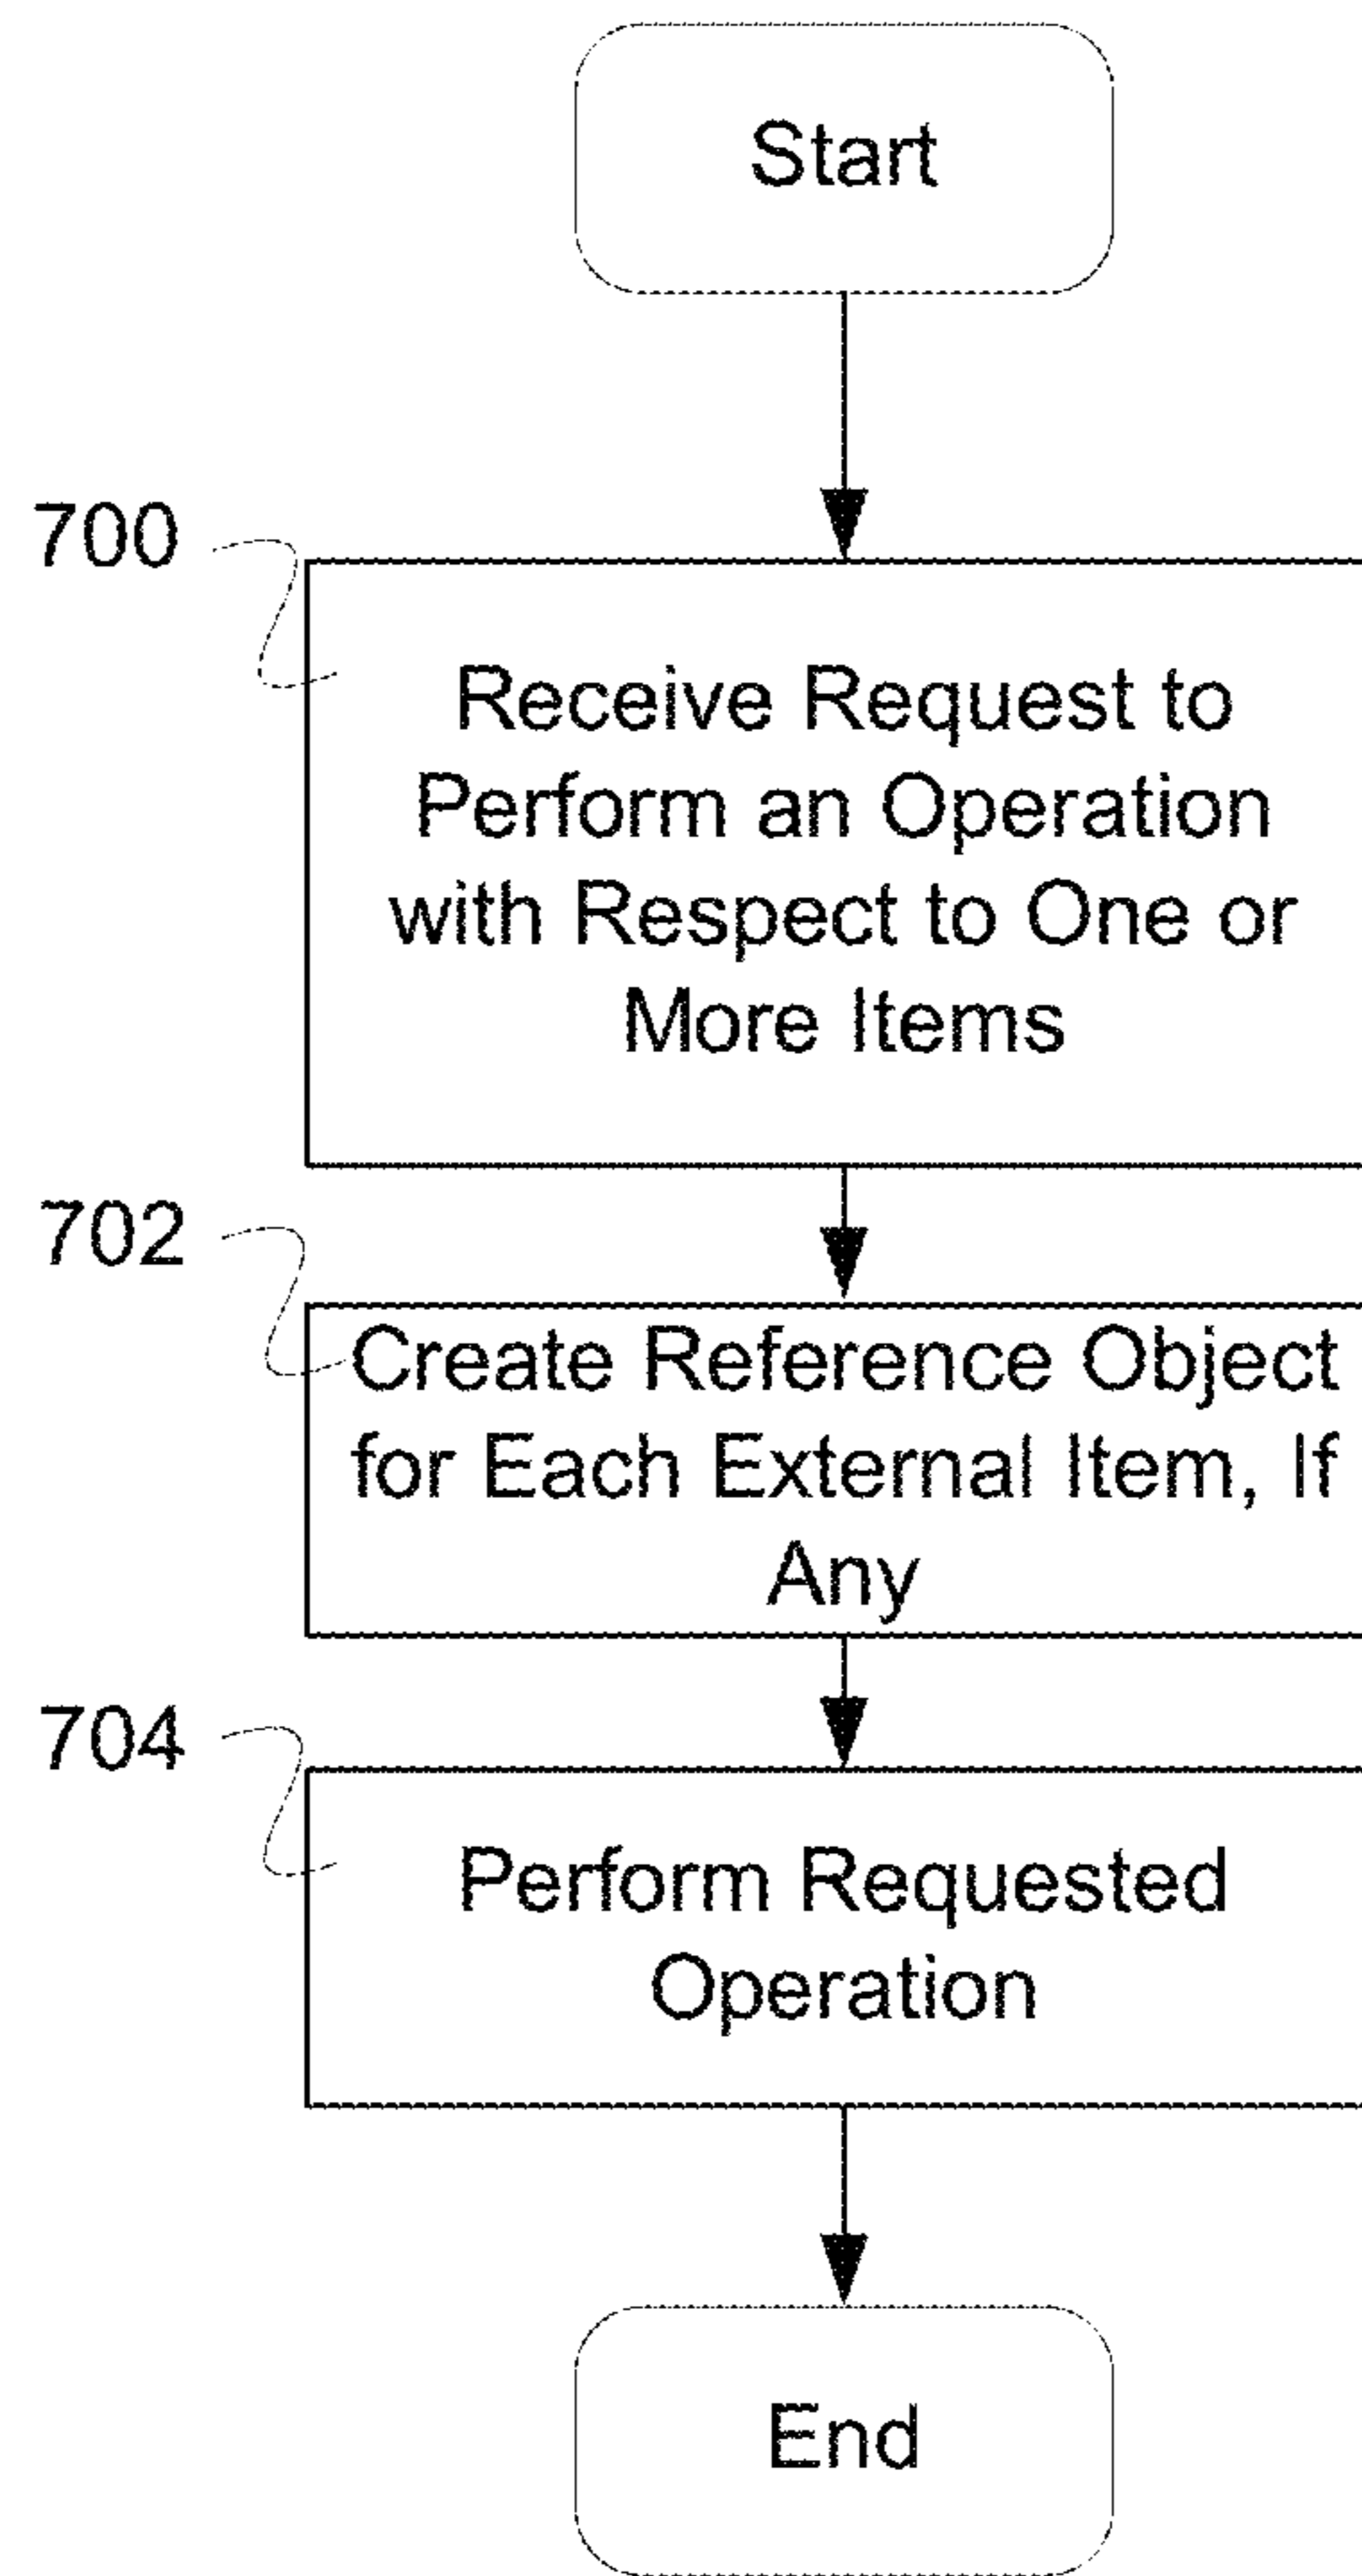 Start
700
Receive Request to
Perform an Operation
with Respect to One or
More Items
702
Create Reference Object
for Each External Item, If
Any
704
Perform Requested
Operation
End